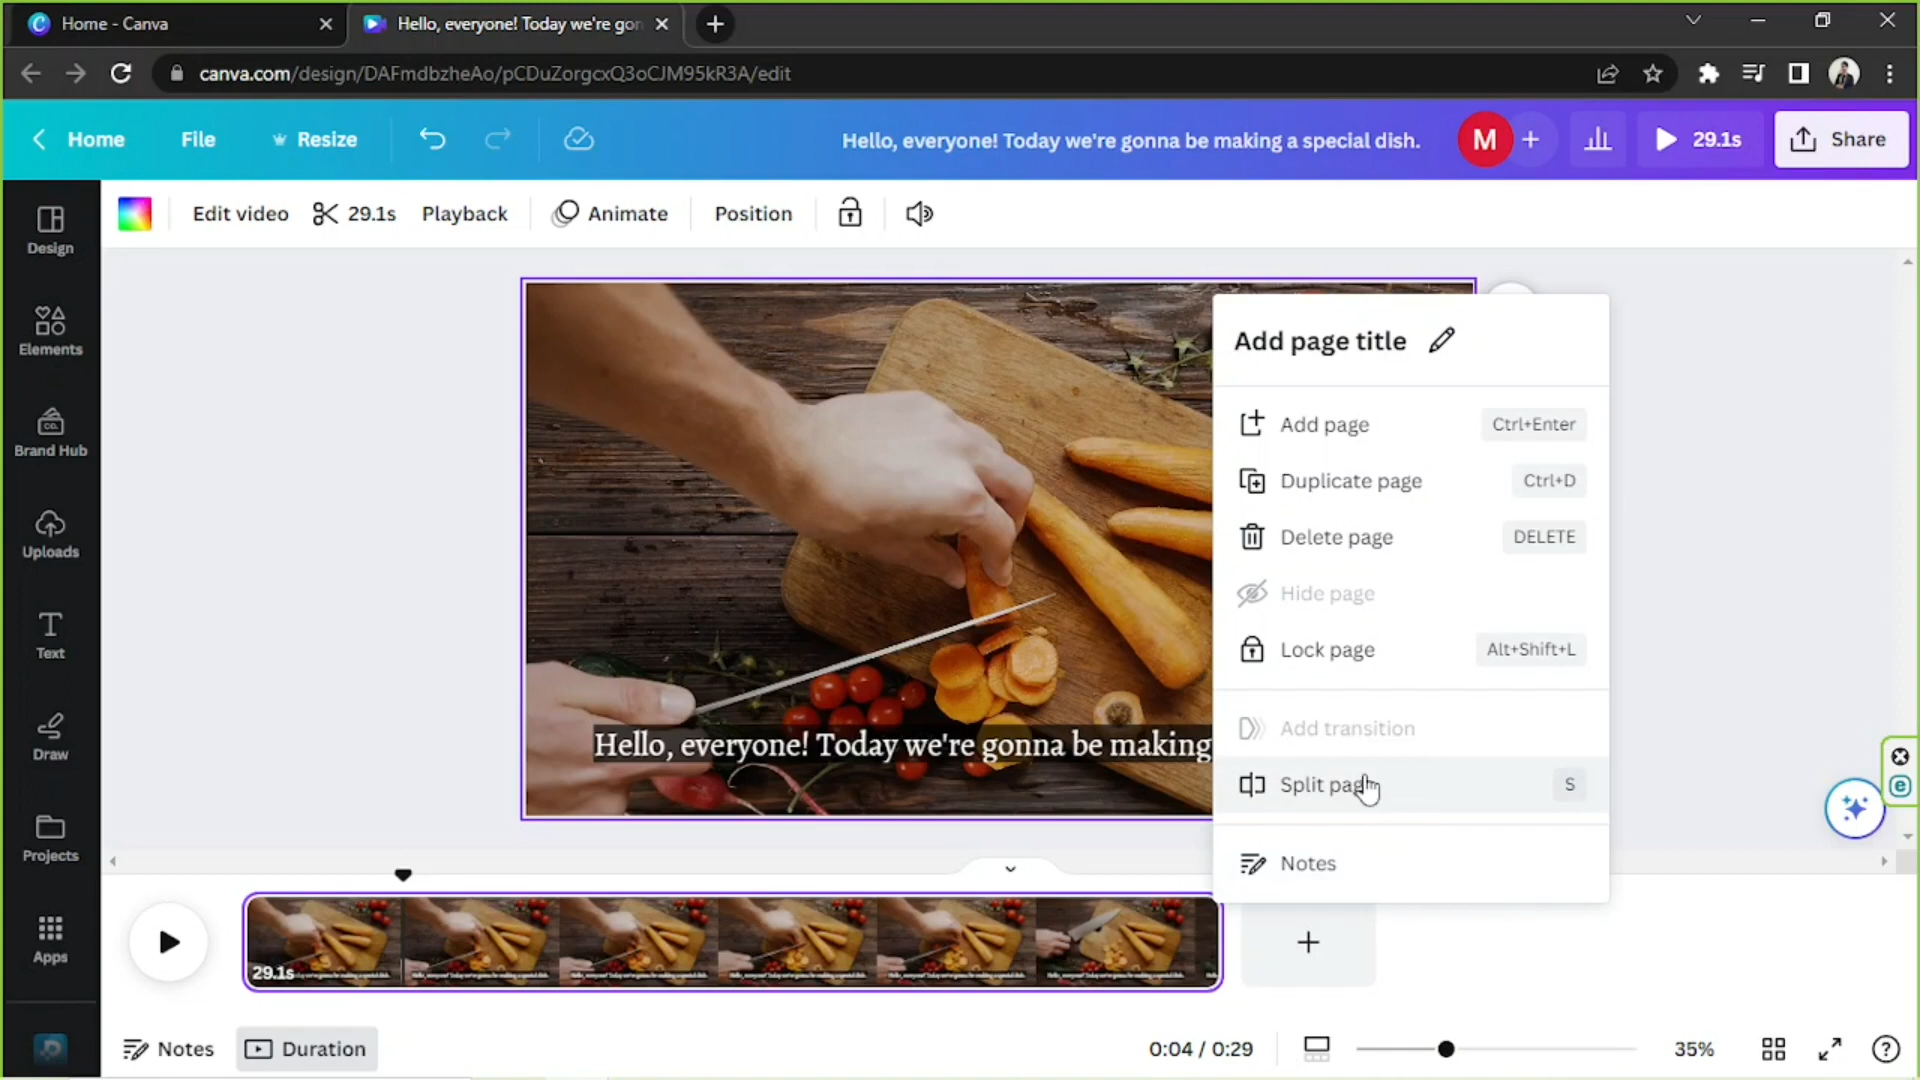 Home - Canva
Hello, everyone! Today we're gon
canva.com/design/DAFmdbzheAo/pCDuZorgcxQ3oCJM95kR3A/edit
Home
File
Resize
Hello, everyone! Today we're gonna be making a special dish.
M
29.1s
Share
Edit video
29.1s
Playback
Animate
Position
Design
Elements
Brand Hub
Uploads
Text
Draw
Projects
Apps
Add page title
Add page
Ctrl+Enter
Duplicate page
Ctrl+D
Delete page
DELETE
Hide page
Lock page
Alt+Shift+L
Add transition
Split page
S
Notes
Hello, everyone! Today we're gonna be making
29.1s
Notes
Duration
0:04 / 0:29
35%